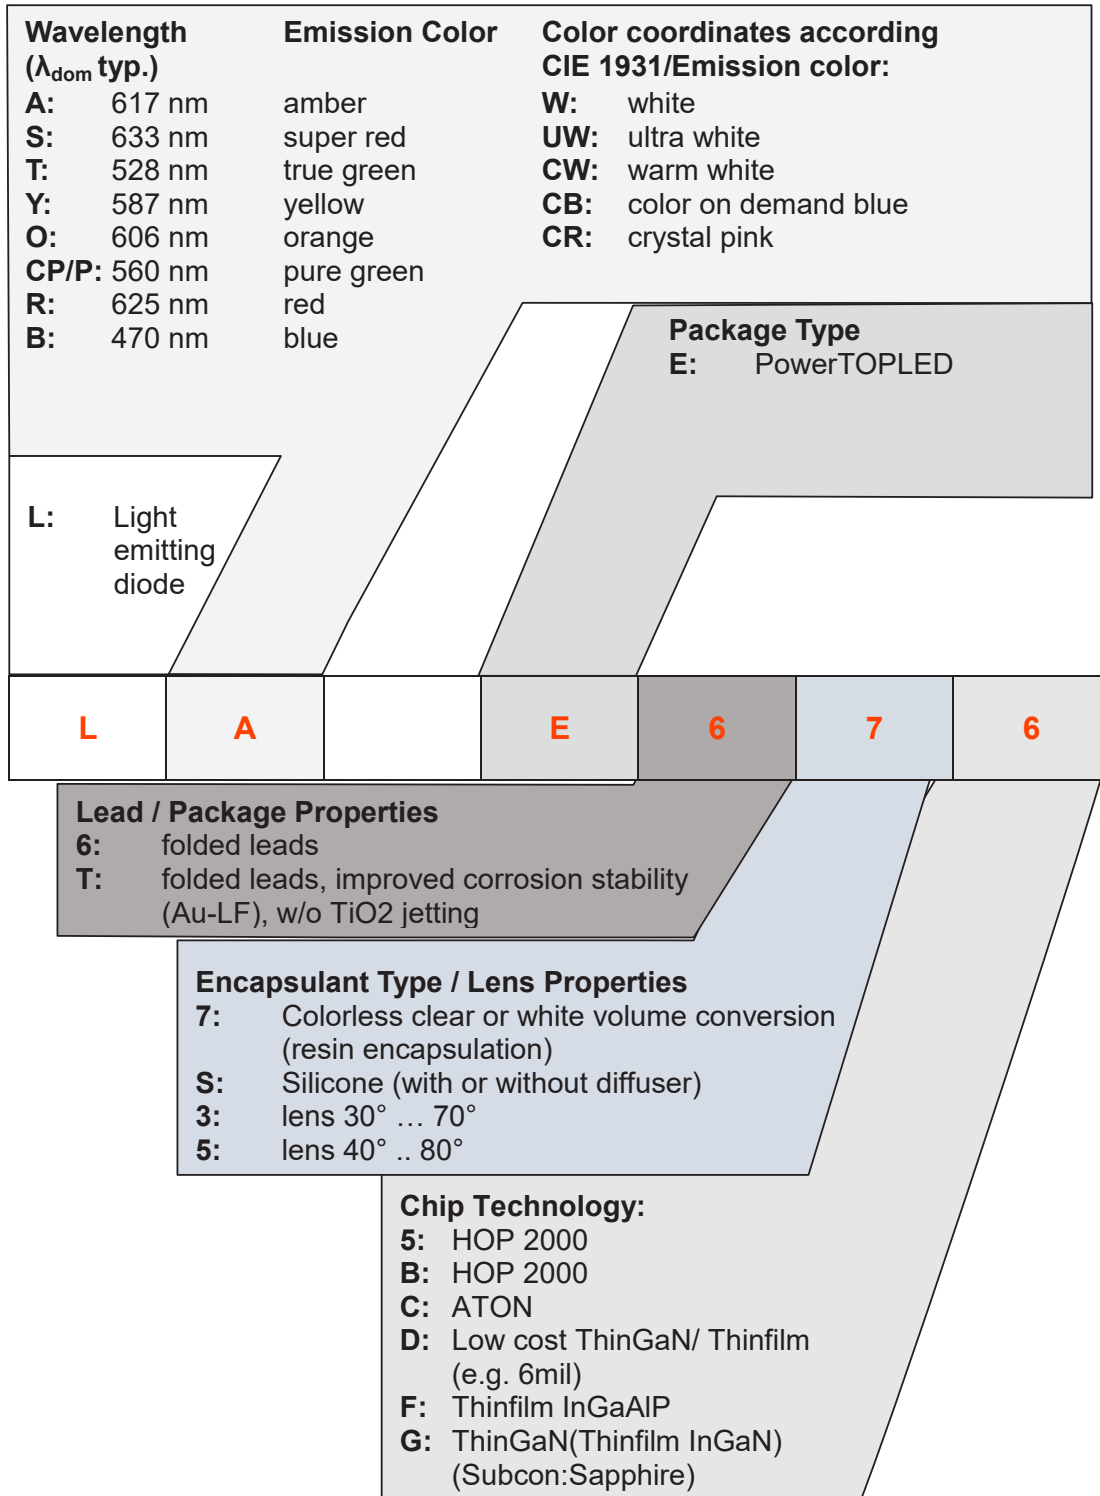 Wavelength Emission Color
(λdom typ.)
A: 617 nm amber
S: 633 nm super red
T: 528 nm true green
Y: 587 nm yellow
O: 606 nm orange
CP/P: 560 nm pure green
R: 625 nm red
B: 470 nm blue
Color coordinates according
CIE 1931/Emission color:
W: white
UW: ultra white
CW: warm white
CB: color on demand blue
CR: crystal pink
Package Type
E: PowerTOPLED
L: Light
emitting
diode
L A E 6 7 6
Lead / Package Properties
6: folded leads
T: folded leads, improved corrosion stability
(Au-LF), w/o TiO2 jetting
Encapsulant Type / Lens Properties
7: Colorless clear or white volume conversion
(resin encapsulation)
S: Silicone (with or without diffuser)
3: lens 30° … 70°
5: lens 40° .. 80°
Chip Technology:
5: HOP 2000
B: HOP 2000
C: ATON
D: Low cost ThinGaN/ Thinfilm
(e.g. 6mil)
F: Thinfilm InGaAlP
G: ThinGaN(Thinfilm InGaN)
(Subcon:Sapphire)